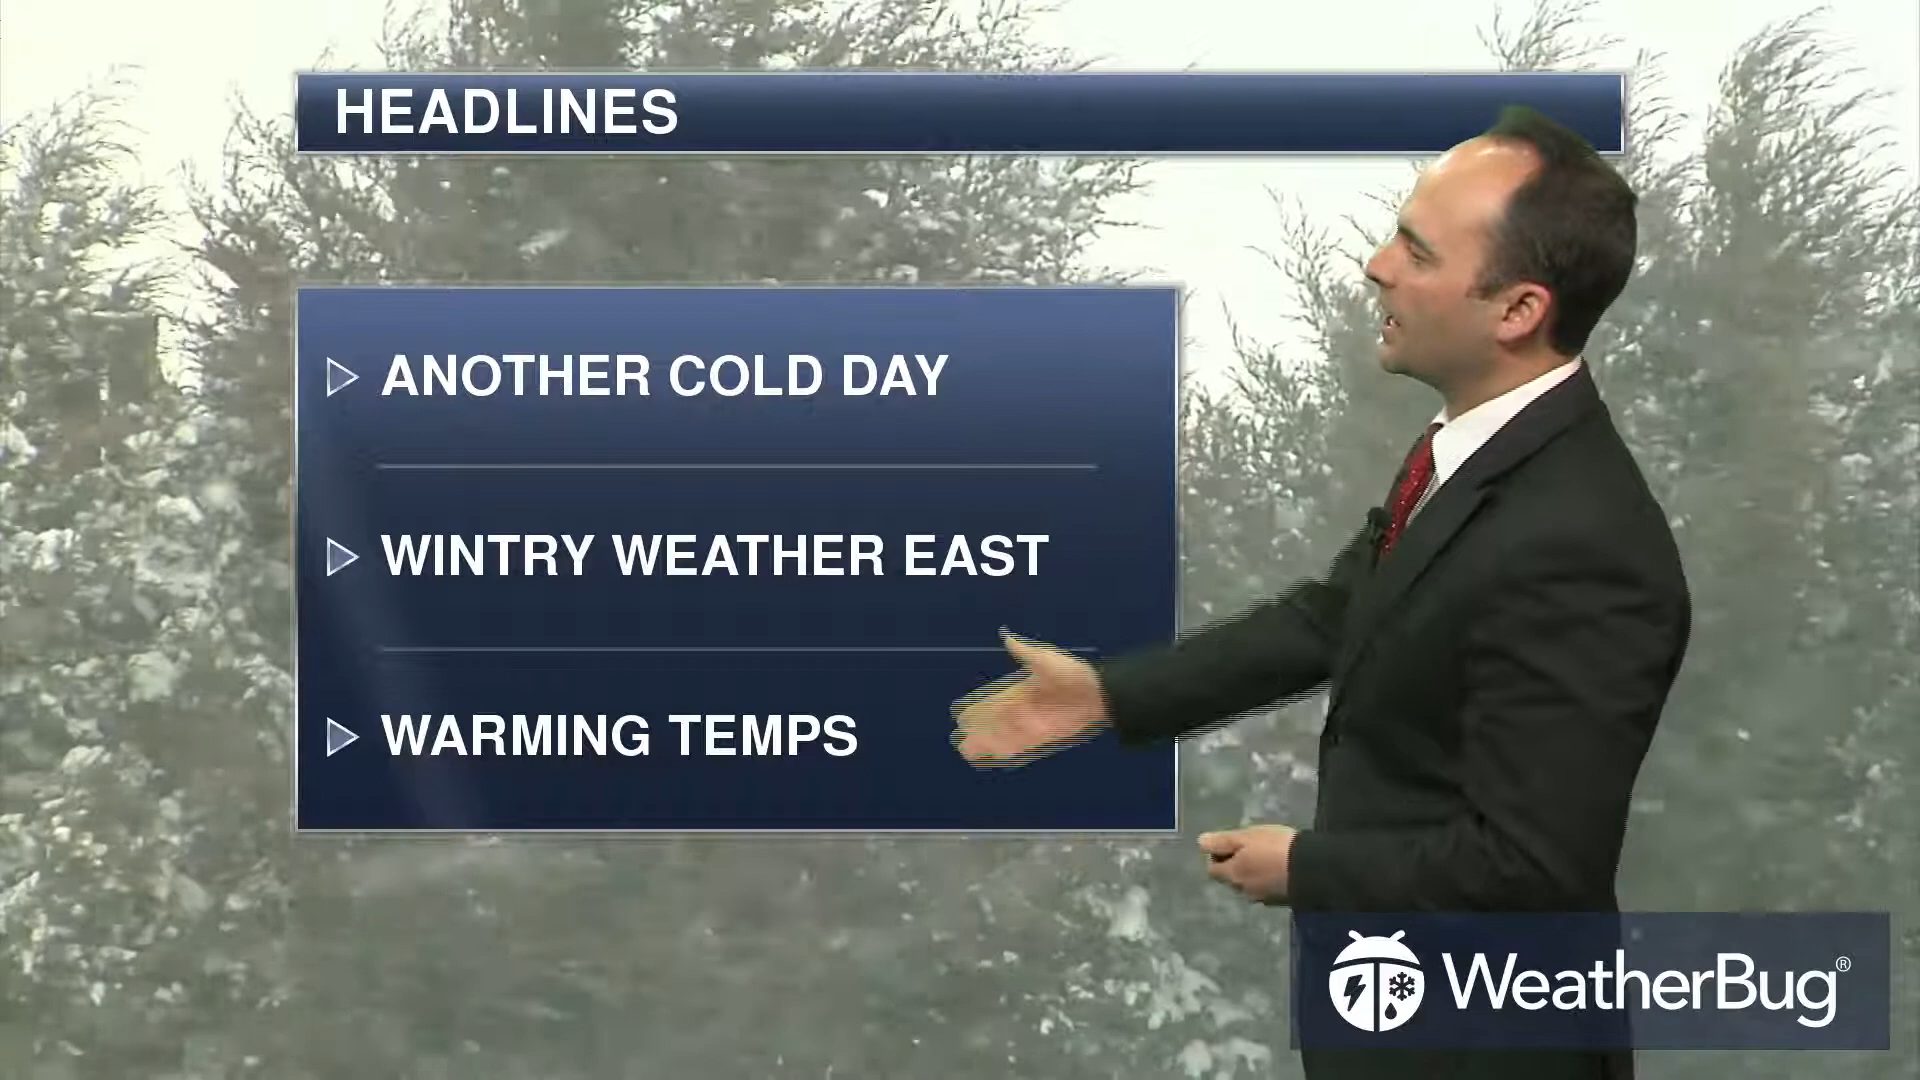 HEADLINES
ANOTHER COLD DAY
WINTRY WEATHER EAST
WARMING TEMPS
WeatherBug®